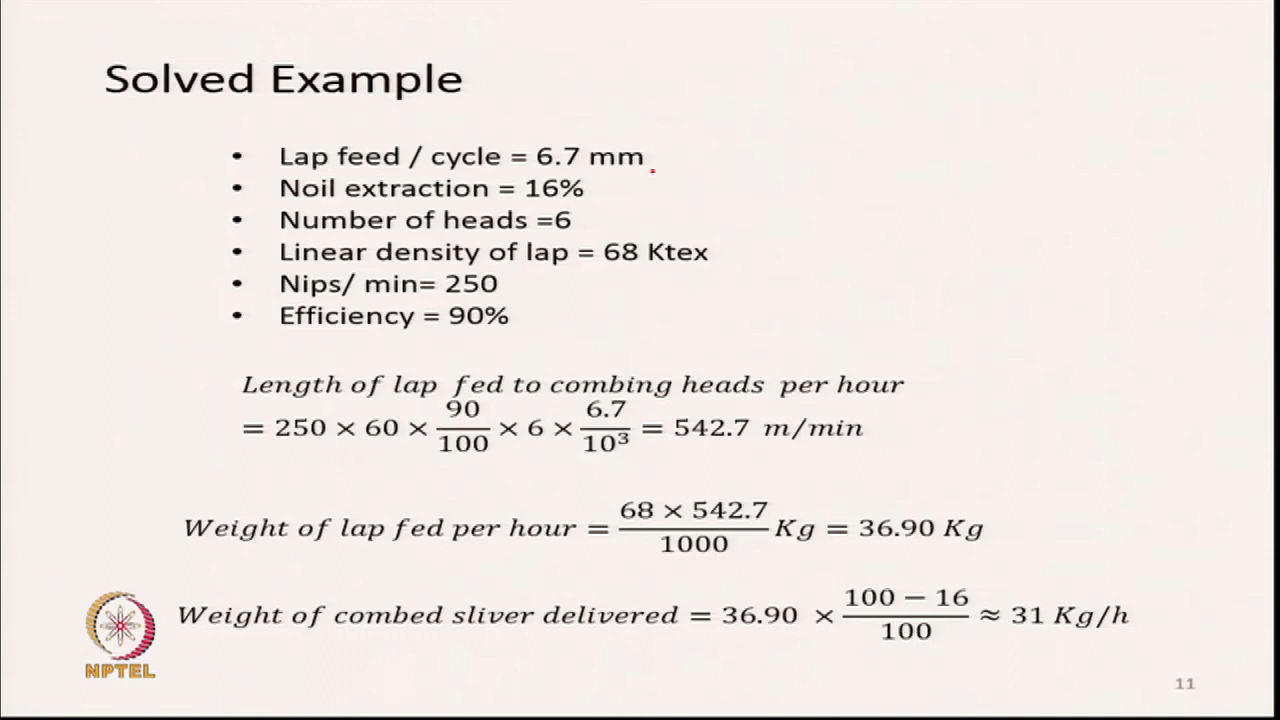 Solved Example
• Lap feed / cycle = 6.7 mm
• Noil extraction = 16%
• Number of heads =6
• Linear density of lap = 68 Ktex
• Nips/ min= 250
• Efficiency = 90%
Length of lap fed to combing heads per hour
= 250 × 60 × 90/100 × 6 × 6.7/10³ = 542.7 m/min
Weight of lap fed per hour = 68 × 542.7/1000 Kg = 36.90 Kg
Weight of combed sliver delivered = 36.90 × 100 − 16/100 ≈ 31 Kg/h
NPTEL
11